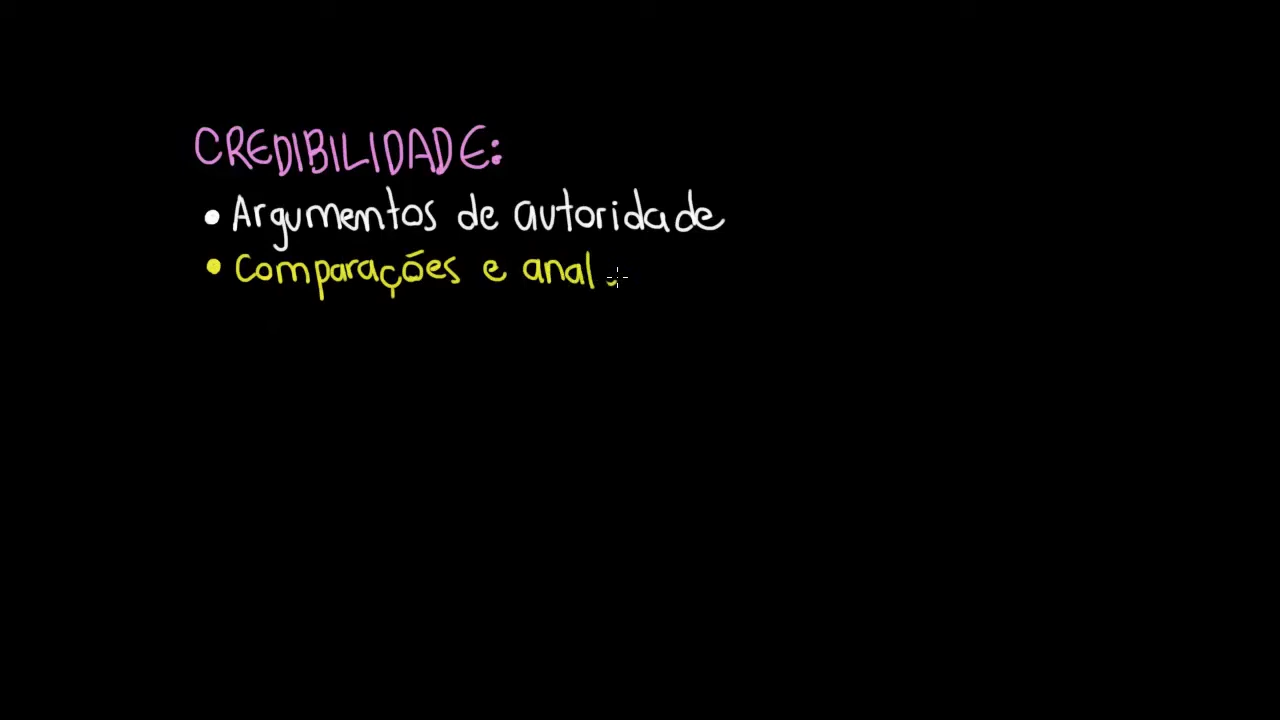 CREDIBILIDADE:
• Argumentos de autoridade
• Comparações e anal